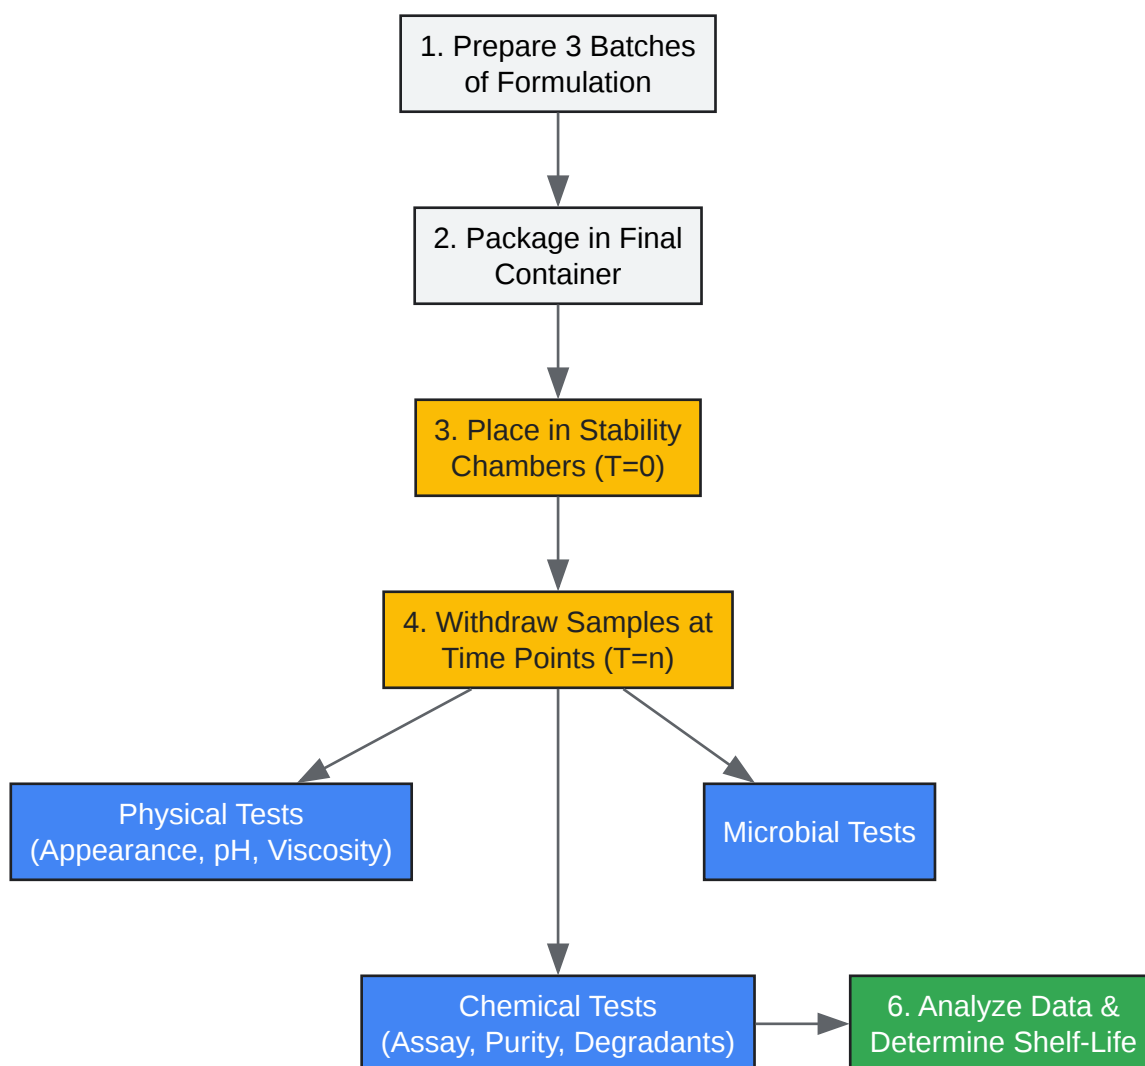 1. Prepare 3 Batches
of Formulation
2. Package in Final
Container
3. Place in Stability
Chambers (T=0)
4. Withdraw Samples at
Time Points (T=n)
Physical Tests
(Appearance, pH, Viscosity)
Microbial Tests
Chemical Tests
(Assay, Purity, Degradants)
6. Analyze Data &
Determine Shelf-Life